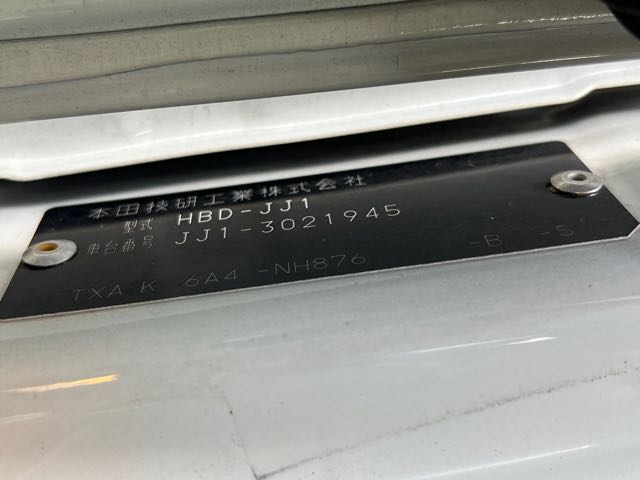 本田技研工業株式会社
型式 HBD-JJ1
車台番号 JJ1-3021945
TXA K 6A4 -NH876 -B -S